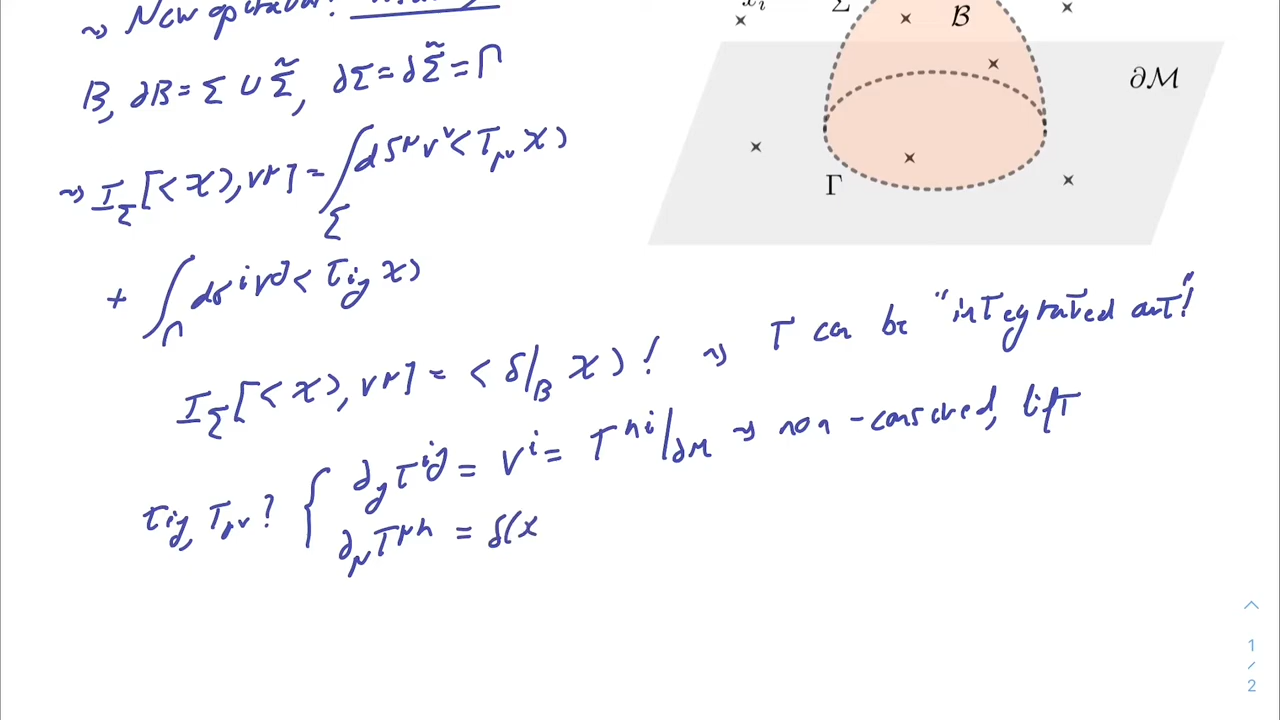 ⇝ New operator!
B, ∂B = Σ ∪ Σ̃, ∂Σ = ∂Σ̃ = Γ
⇝ I_Σ[⟨X⟩, v^μ] = ∫_Σ dS^μ v^ν ⟨T_μν X⟩
+ ∫_Γ dσ^i v^j ⟨τ_ij X⟩
I_Σ[⟨X⟩, v^μ] = ⟨δ|_B X⟩! ⇝ T can be "integrated out"!
τ_ij, T_μν? { ∂_j τ^ij = V^i = T^ni|_∂M ⇝ non-conserved, lift
∂_μ T^μn = δ(x
x_i
Σ
B
∂M
Γ
1
/
2